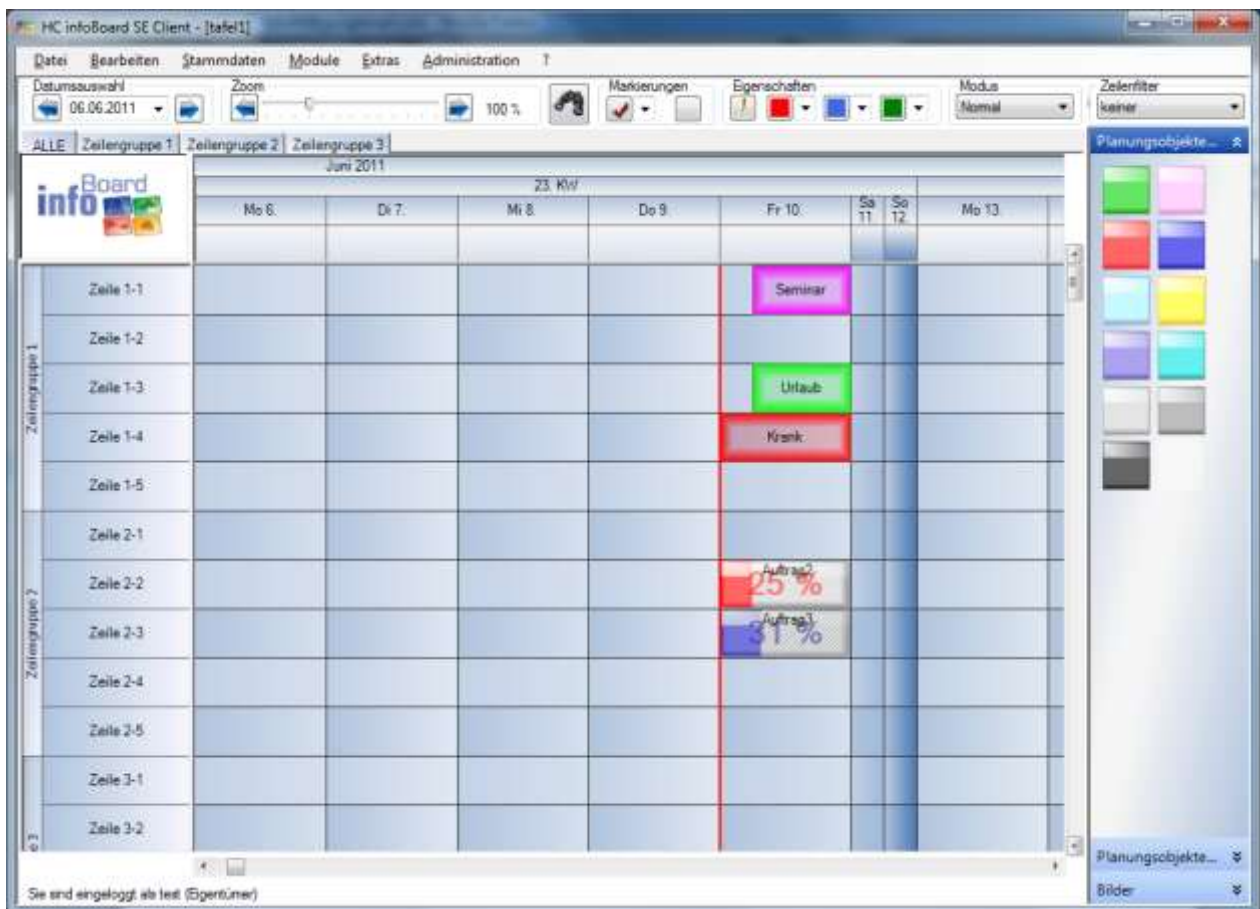 HC infoBoard SE Client - [tafel1]
Datei Bearbeiten Stammdaten Module Extras Administration ?
Datumsauswahl Zoom Markierungen Eigenschaften Modus Zeilenfilter
06.06.2011 100 % Normal keiner
ALLE Zeilengruppe 1 Zeilengruppe 2 Zeilengruppe 3 Planungsobjekte...
infoBoard
Juni 2011
23. KW
Mo 6. Di 7. Mi 8. Do 9. Fr 10. Sa 11 So 12 Mo 13.
Zeilengruppe 1
Zeile 1-1 Seminar
Zeile 1-2
Zeile 1-3 Urlaub
Zeile 1-4 Krank
Zeile 1-5
Zeilengruppe 2
Zeile 2-1
Zeile 2-2 Auftrag2 25 %
Zeile 2-3 Auftrag3 31 %
Zeile 2-4
Zeile 2-5
e 3
Zeile 3-1
Zeile 3-2
Planungsobjekte...
Bilder
Sie sind eingeloggt als test (Eigentümer)